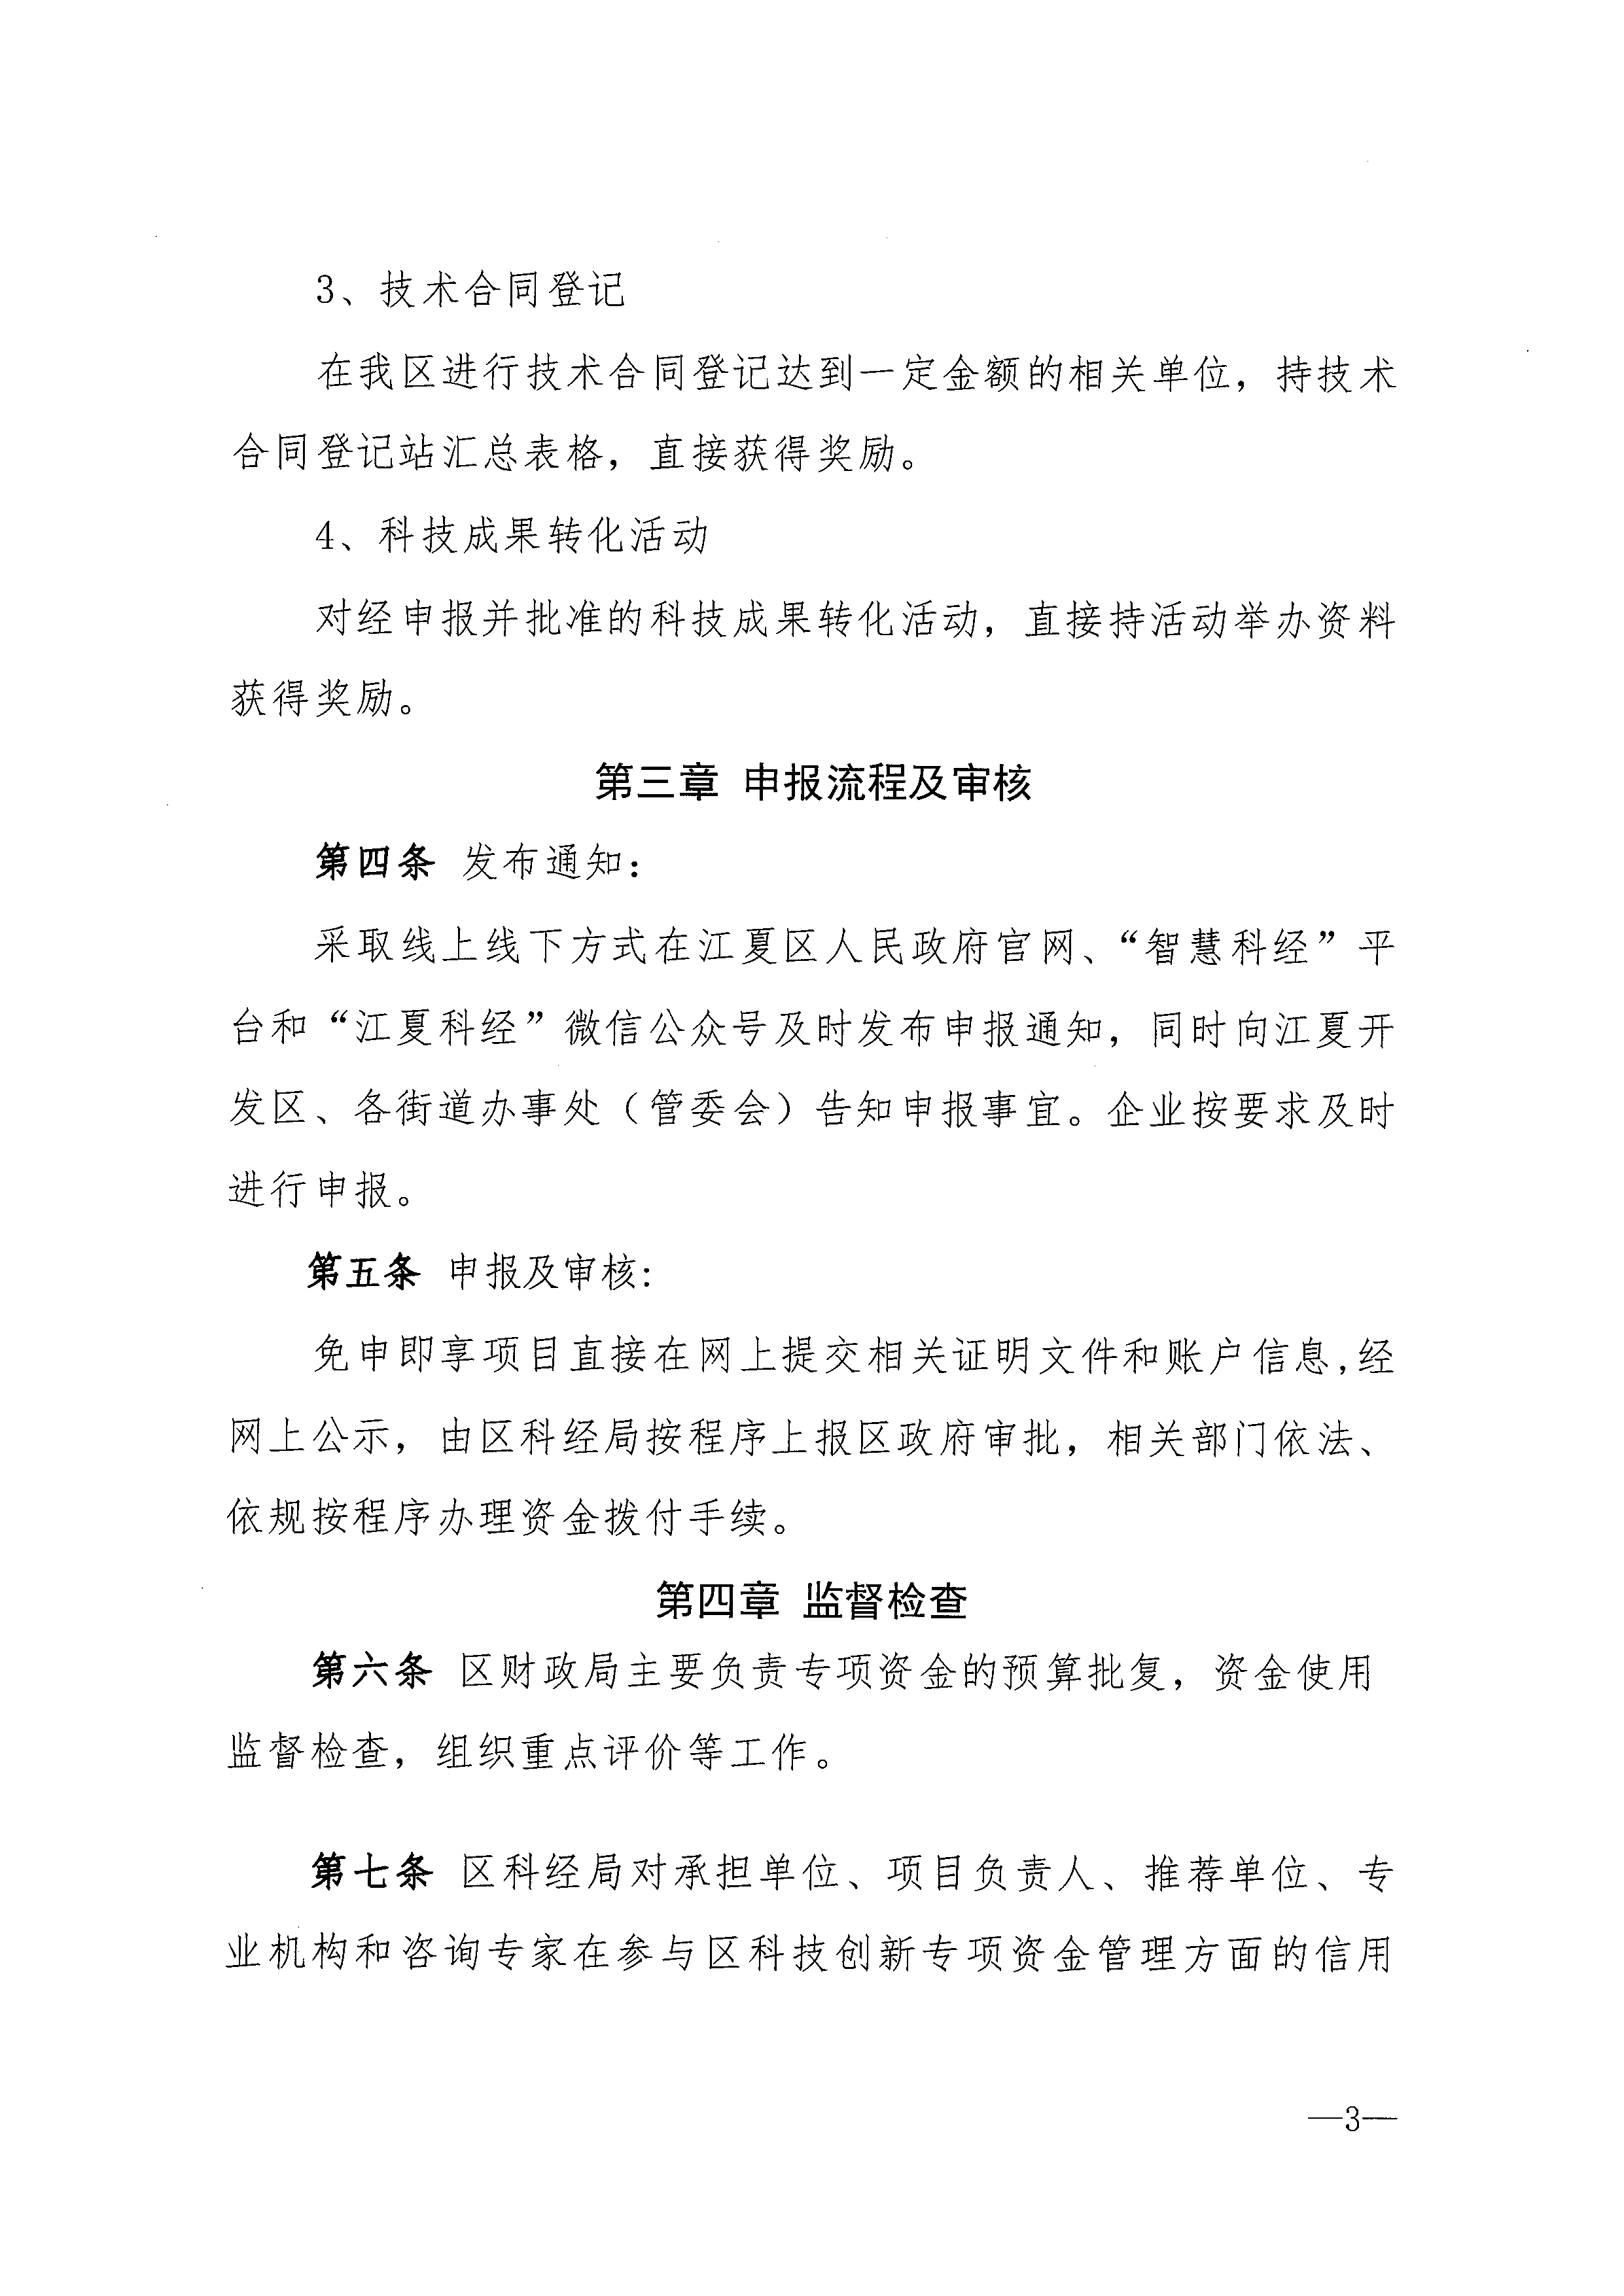 3、技术合同登记
在我区进行技术合同登记达到一定金额的相关单位，持技术
合同登记站汇总表格，直接获得奖励。
4、科技成果转化活动
对经申报并批准的科技成果转化活动，直接持活动举办资料
获得奖励。
第三章 申报流程及审核
第四条 发布通知：
采取线上线下方式在江夏区人民政府官网、“智慧科经”平
台和“江夏科经”微信公众号及时发布申报通知，同时向江夏开
发区、各街道办事处（管委会）告知申报事宜。企业按要求及时
进行申报。
第五条 申报及审核:
免申即享项目直接在网上提交相关证明文件和账户信息,经
网上公示，由区科经局按程序上报区政府审批，相关部门依法、
依规按程序办理资金拨付手续。
第四章 监督检查
第六条 区财政局主要负责专项资金的预算批复，资金使用
监督检查，组织重点评价等工作。
第七条 区科经局对承担单位、项目负责人、推荐单位、专
业机构和咨询专家在参与区科技创新专项资金管理方面的信用
—3—